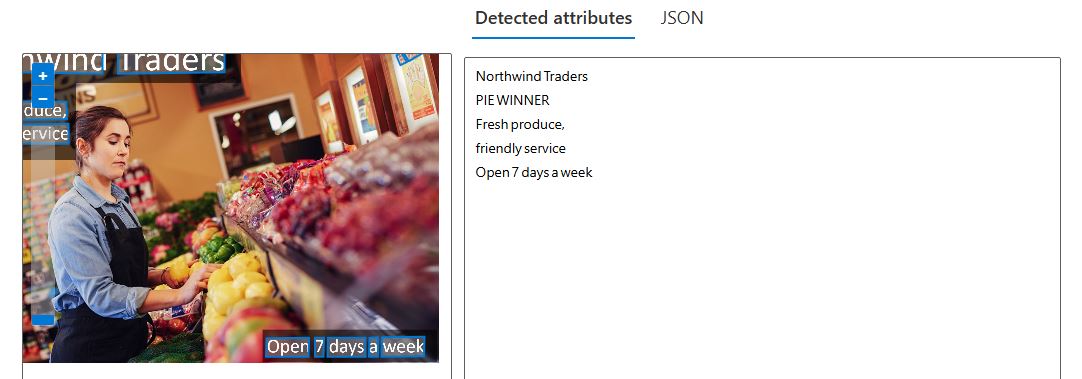 Detected attributes
JSON
hwind Traders
+
−
duce,
ervice
Open 7 days a week
Northwind Traders
PIE WINNER
Fresh produce,
friendly service
Open 7 days a week